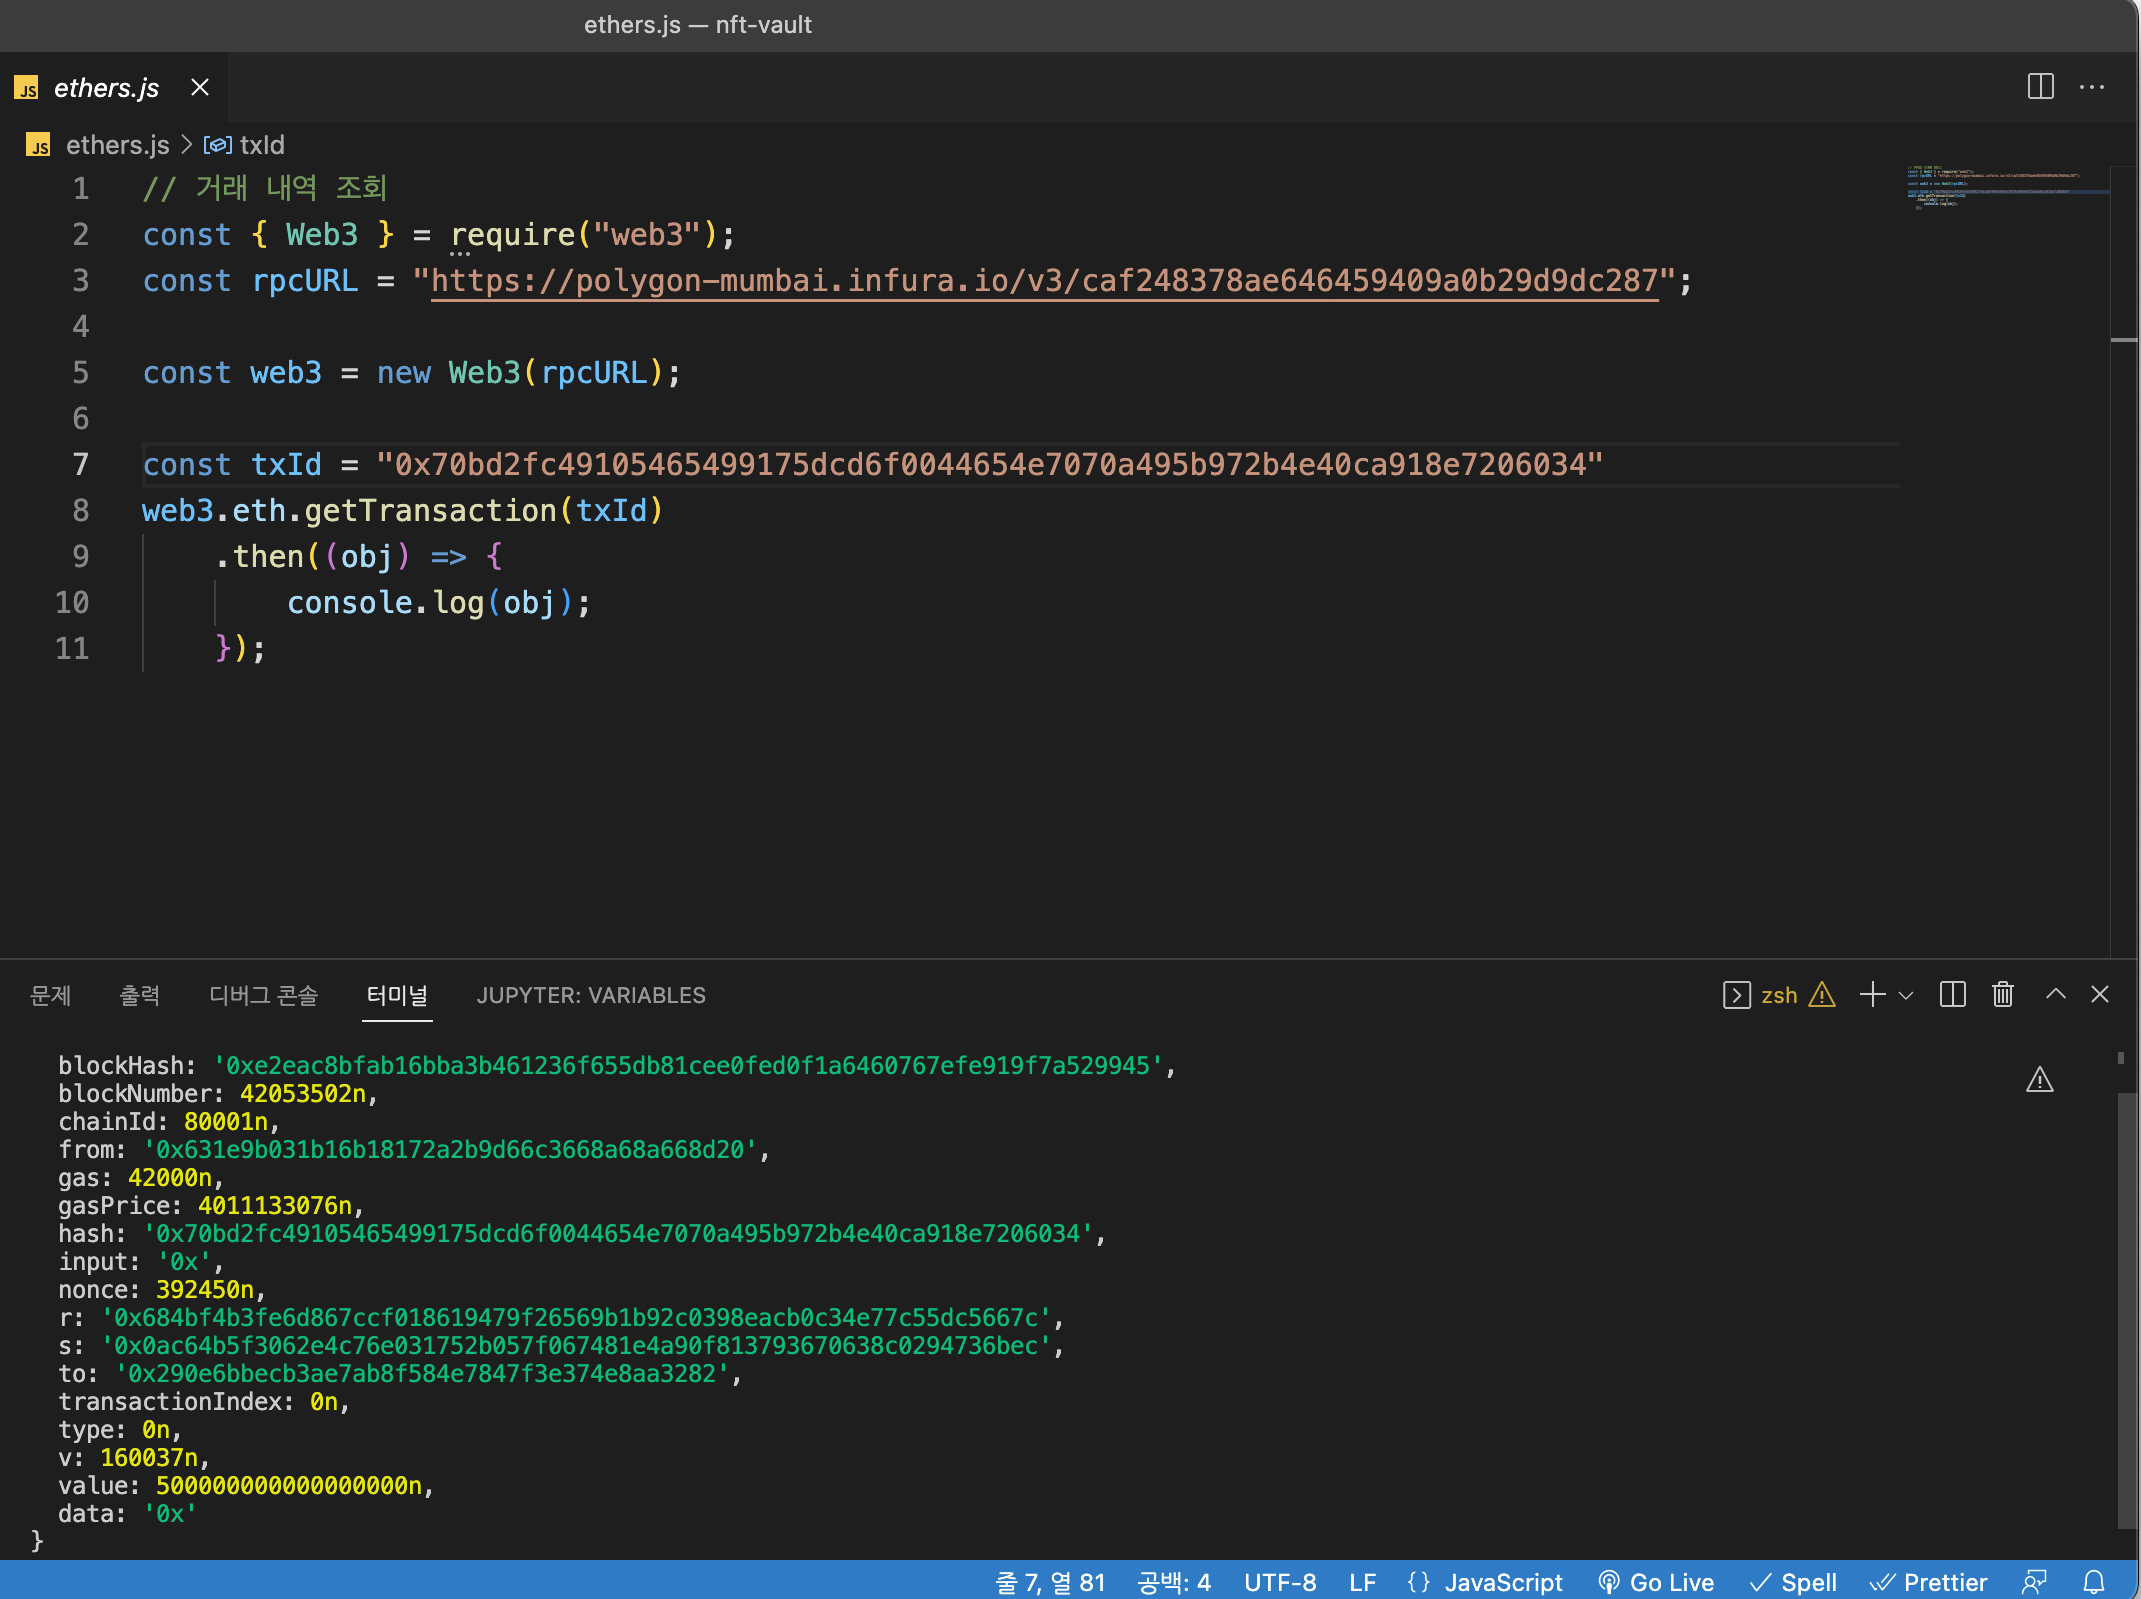 ethers.js — nft-vault
JS ethers.js
JS ethers.js > txId
1 // 거래 내역 조회
2 const { Web3 } = require("web3");
3 const rpcURL = "https://polygon-mumbai.infura.io/v3/caf248378ae646459409a0b29d9dc287";
4
5 const web3 = new Web3(rpcURL);
6
7 const txId = "0x70bd2fc49105465499175dcd6f0044654e7070a495b972b4e40ca918e7206034"
8 web3.eth.getTransaction(txId)
9 .then((obj) => {
10 console.log(obj);
11 });
문제 출력 디버그 콘솔 터미널 JUPYTER: VARIABLES zsh
blockHash: '0xe2eac8bfab16bba3b461236f655db81cee0fed0f1a6460767efe919f7a529945',
blockNumber: 42053502n,
chainId: 80001n,
from: '0x631e9b031b16b18172a2b9d66c3668a68a668d20',
gas: 42000n,
gasPrice: 4011133076n,
hash: '0x70bd2fc49105465499175dcd6f0044654e7070a495b972b4e40ca918e7206034',
input: '0x',
nonce: 392450n,
r: '0x684bf4b3fe6d867ccf018619479f26569b1b92c0398eacb0c34e77c55dc5667c',
s: '0x0ac64b5f3062e4c76e031752b057f067481e4a90f813793670638c0294736bec',
to: '0x290e6bbecb3ae7ab8f584e7847f3e374e8aa3282',
transactionIndex: 0n,
type: 0n,
v: 160037n,
value: 500000000000000000n,
data: '0x'
}
줄 7, 열 81 공백: 4 UTF-8 LF {} JavaScript Go Live Spell Prettier